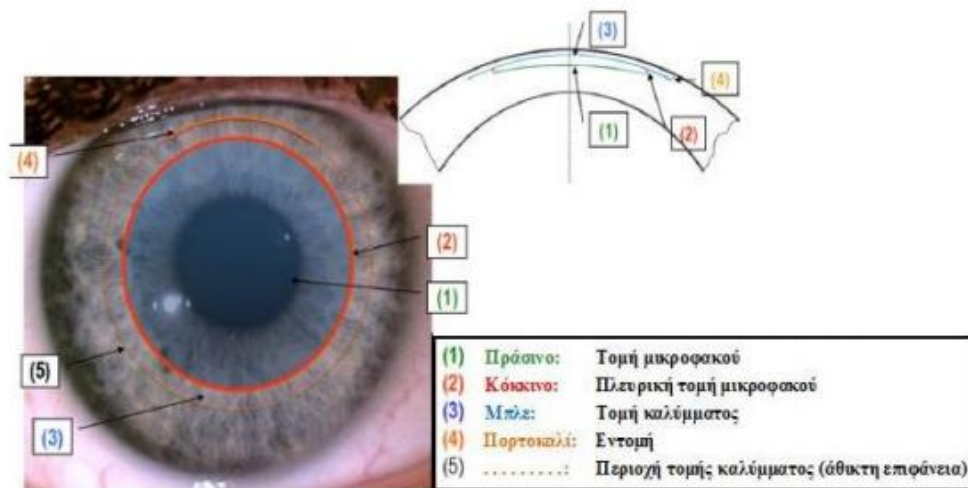 (3)
(4)
(1)
(2)
(4)
(2)
(1)
(5)
(3)
(1) Πράσινο: Τομή μικροφακού
(2) Κόκκινο: Πλευρική τομή μικροφακού
(3) Μπλε: Τομή καλύμματος
(4) Πορτοκαλί: Εντομή
(5) .........: Περιοχή τομής καλύμματος (άθικτη επιφάνεια)